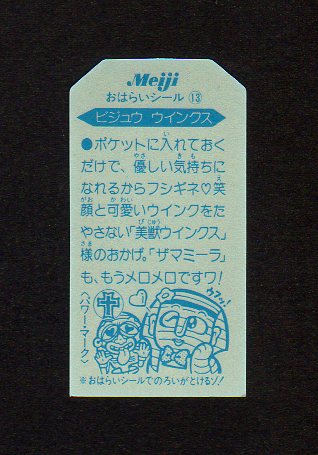 Meiji
おはらいシール ⑬
ビジュウ ウインクス
●ポケットに入れておく
だけで、優しい気持ちに
なれるからフシギネ♡笑
顔と可愛いウインクをた
やさない「美獣ウインクス」
様のおかげ。「ザマミーラ」
も、もうメロメロですワ!
ウフッ!
〈パワーマーク〉
※おはらいシールでのろいがとけるゾ!